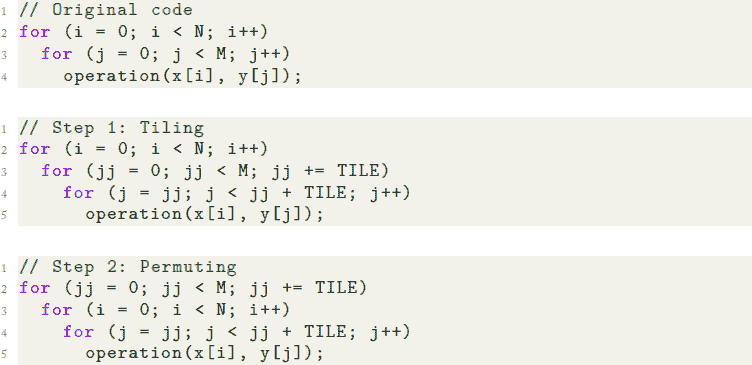 1 // Original code
2 for (i = 0; i < N; i++)
3   for (j = 0; j < M; j++)
4     operation(x[i], y[j]);
1 // Step 1: Tiling
2 for (i = 0; i < N; i++)
3   for (jj = 0; jj < M; jj += TILE)
4     for (j = jj; j < jj + TILE; j++)
5       operation(x[i], y[j]);
1 // Step 2: Permuting
2 for (jj = 0; jj < M; jj += TILE)
3   for (i = 0; i < N; i++)
4     for (j = jj; j < jj + TILE; j++)
5       operation(x[i], y[j]);